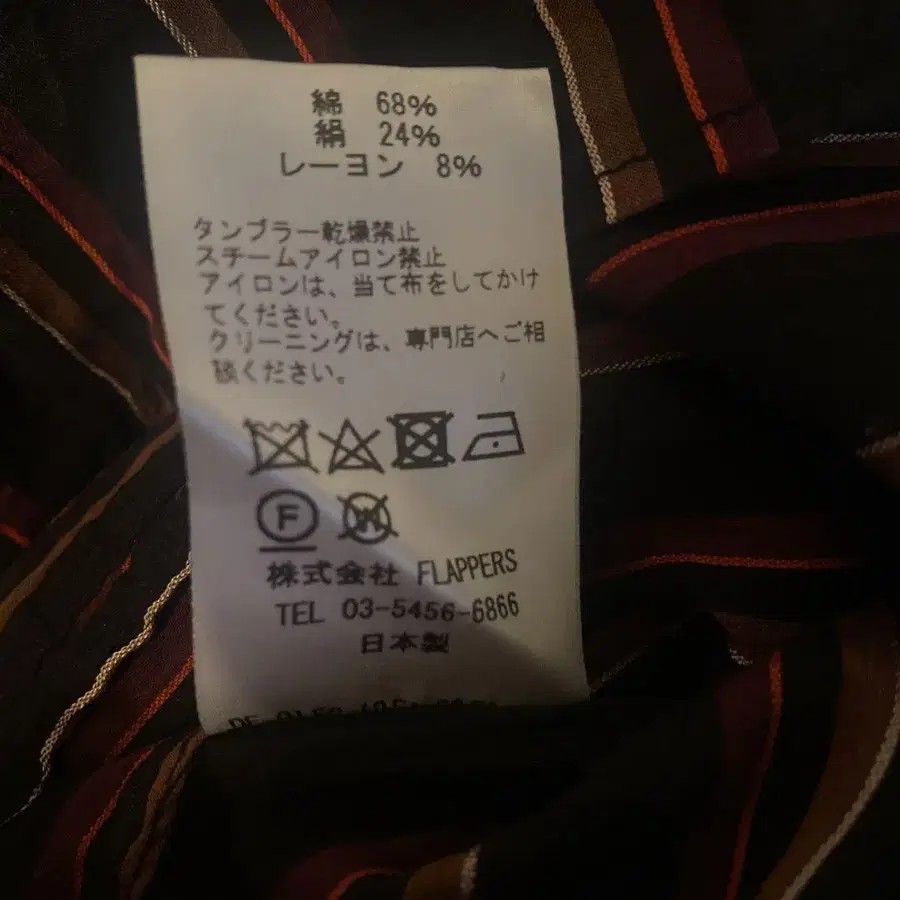 綿 68%
絹 24%
レーヨン 8%
タンブラー乾燥禁止
スチームアイロン禁止
アイロンは、当て布をしてかけ
てください。
クリーニングは、専門店へご相
談ください。
F
W
株式会社 FLAPPERS
TEL 03-5456-6866
日本製